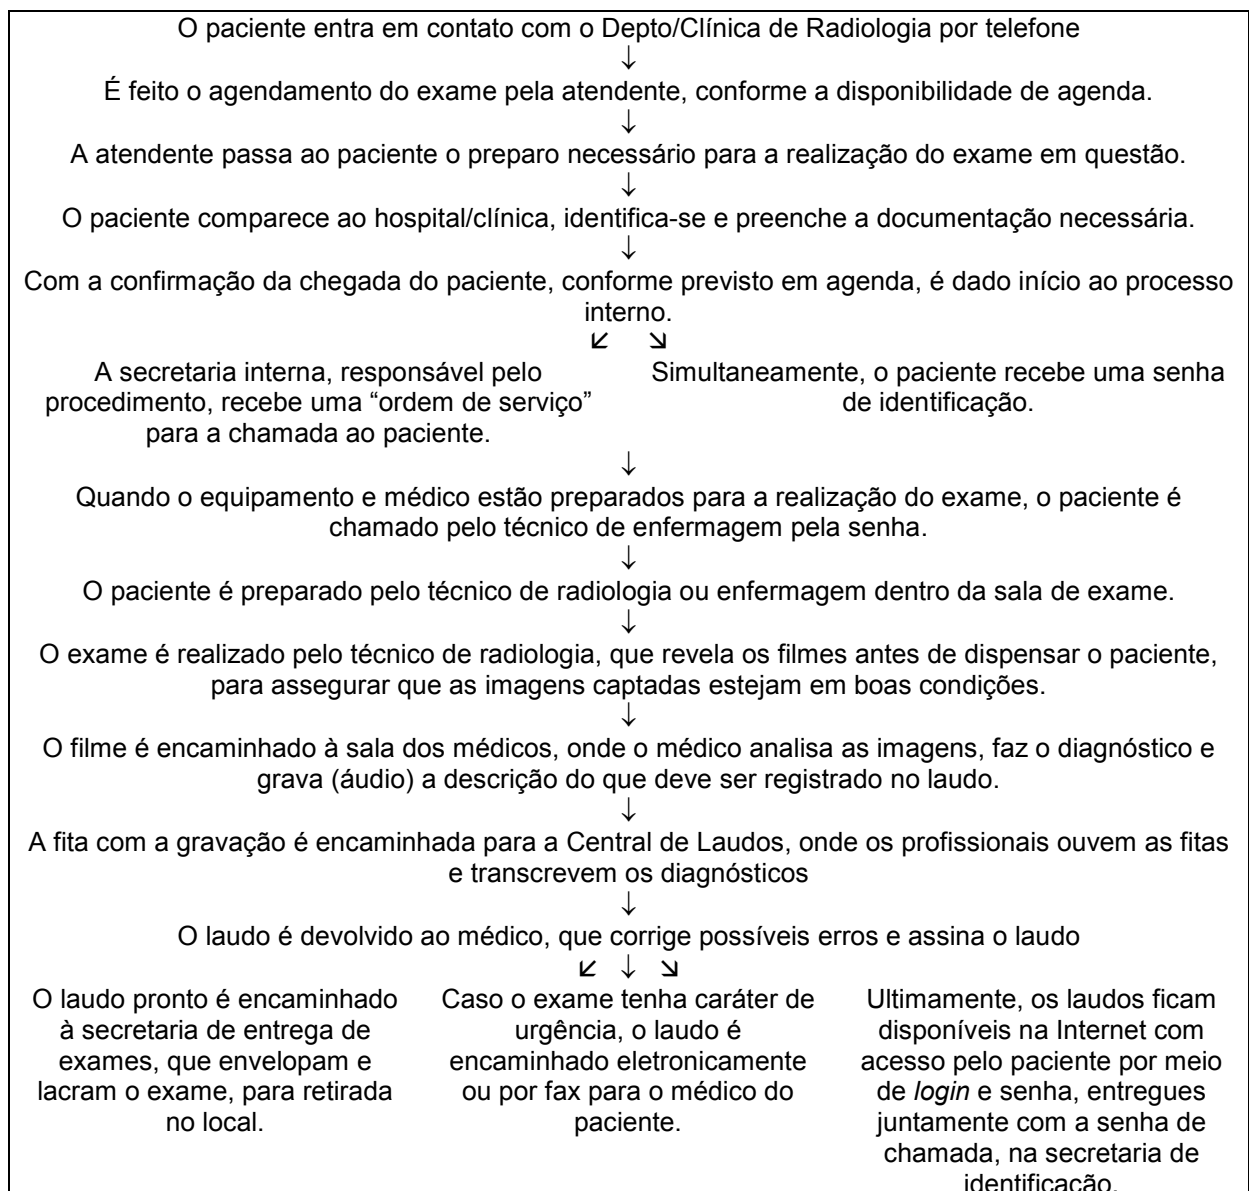 O paciente entra em contato com o Depto/Clínica de Radiologia por telefone
↓
É feito o agendamento do exame pela atendente, conforme a disponibilidade de agenda.
↓
A atendente passa ao paciente o preparo necessário para a realização do exame em questão.
↓
O paciente comparece ao hospital/clínica, identifica-se e preenche a documentação necessária.
↓
Com a confirmação da chegada do paciente, conforme previsto em agenda, é dado início ao processo
interno.
↙ ↘
A secretaria interna, responsável pelo
procedimento, recebe uma “ordem de serviço”
para a chamada ao paciente.
Simultaneamente, o paciente recebe uma senha
de identificação.
↓
Quando o equipamento e médico estão preparados para a realização do exame, o paciente é
chamado pelo técnico de enfermagem pela senha.
↓
O paciente é preparado pelo técnico de radiologia ou enfermagem dentro da sala de exame.
↓
O exame é realizado pelo técnico de radiologia, que revela os filmes antes de dispensar o paciente,
para assegurar que as imagens captadas estejam em boas condições.
↓
O filme é encaminhado à sala dos médicos, onde o médico analisa as imagens, faz o diagnóstico e
grava (áudio) a descrição do que deve ser registrado no laudo.
↓
A fita com a gravação é encaminhada para a Central de Laudos, onde os profissionais ouvem as fitas
e transcrevem os diagnósticos
↓
O laudo é devolvido ao médico, que corrige possíveis erros e assina o laudo
↙ ↓ ↘
O laudo pronto é encaminhado
à secretaria de entrega de
exames, que envelopam e
lacram o exame, para retirada
no local.
Caso o exame tenha caráter de
urgência, o laudo é
encaminhado eletronicamente
ou por fax para o médico do
paciente.
Ultimamente, os laudos ficam
disponíveis na Internet com
acesso pelo paciente por meio
de login e senha, entregues
juntamente com a senha de
chamada, na secretaria de
identificação.